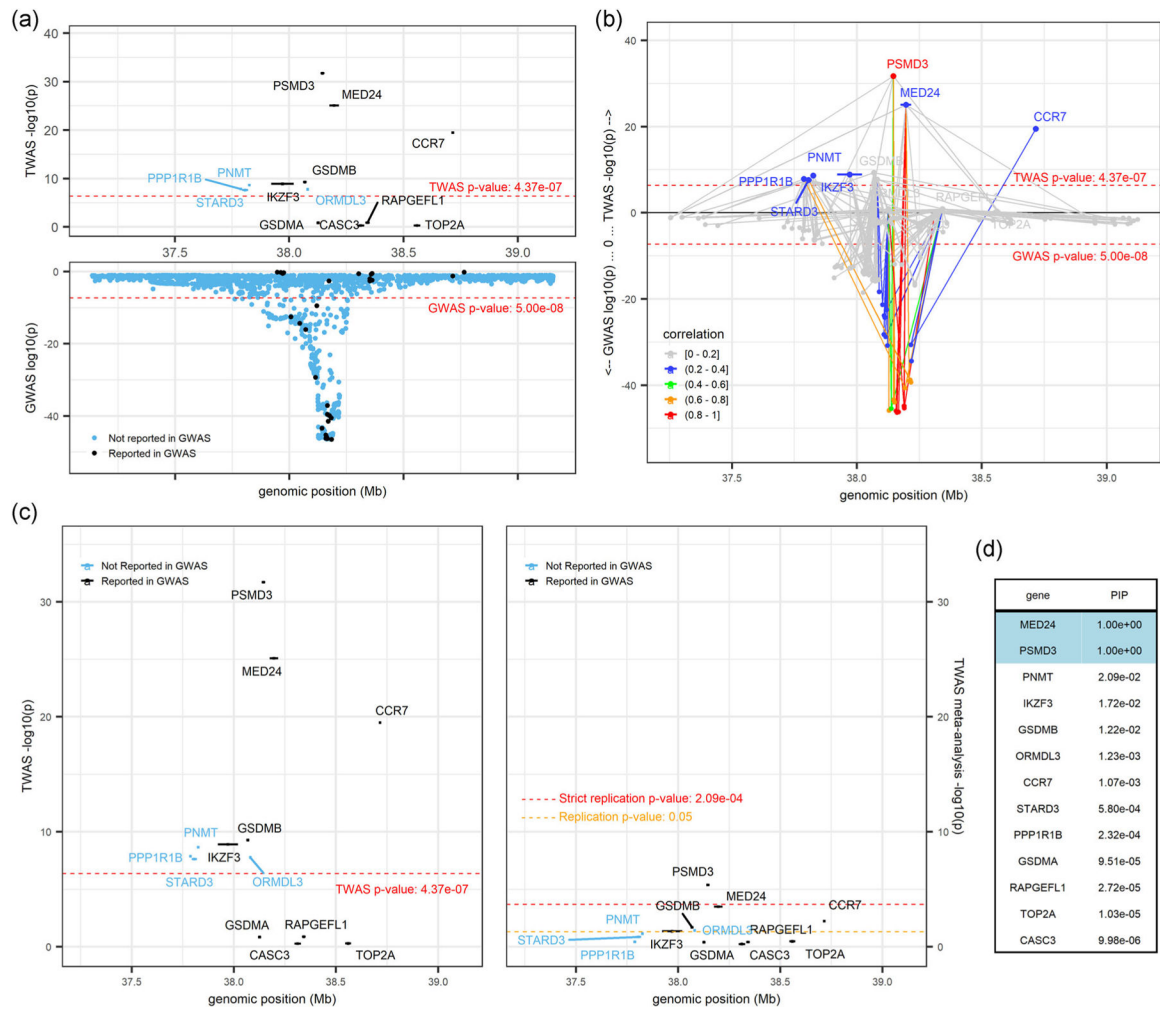 (a)
40
30
20
10
0
TWAS -log10(p)
PSMD3
MED24
CCR7
GSDMB
PNMT
PPP1R1B
IKZF3
STARD3
ORMDL3
RAPGEFL1
TWAS p-value: 4.37e-07
GSDMA
CASC3
TOP2A
37.5
38.0
38.5
39.0
0
-20
-40
GWAS log10(p)
GWAS p-value: 5.00e-08
Not reported in GWAS
Reported in GWAS
genomic position (Mb)
(b)
40
20
0
-20
-40
<-- GWAS log10(p) ... 0 ... TWAS -log10(p) -->
PSMD3
MED24
CCR7
PNMT
GSDMB
PPP1R1B
IKZF3
STARD3
TWAS p-value: 4.37e-07
RAPGEFL1
TOP2A
GWAS p-value: 5.00e-08
correlation
[0 - 0.2]
(0.2 - 0.4]
(0.4 - 0.6]
(0.6 - 0.8]
(0.8 - 1]
37.5
38.0
38.5
39.0
genomic position (Mb)
(c)
Not Reported in GWAS
Reported in GWAS
30
20
10
0
TWAS -log10(p)
PSMD3
MED24
CCR7
PNMT
GSDMB
PPP1R1B
IKZF3
STARD3
ORMDL3
TWAS p-value: 4.37e-07
GSDMA
RAPGEFL1
CASC3
TOP2A
37.5
38.0
38.5
39.0
genomic position (Mb)
Not Reported in GWAS
Reported in GWAS
30
20
10
0
TWAS meta-analysis -log10(p)
Strict replication p-value: 2.09e-04
Replication p-value: 0.05
PSMD3
MED24
GSDMB
CCR7
PNMT
ORMDL3
RAPGEFL1
STARD3
PPP1R1B
IKZF3
GSDMA
CASC3
TOP2A
37.5
38.0
38.5
39.0
genomic position (Mb)
(d)
gene PIP
MED24 1.00e+00
PSMD3 1.00e+00
PNMT 2.09e-02
IKZF3 1.72e-02
GSDMB 1.22e-02
ORMDL3 1.23e-03
CCR7 1.07e-03
STARD3 5.80e-04
PPP1R1B 2.32e-04
GSDMA 9.51e-05
RAPGEFL1 2.72e-05
TOP2A 1.03e-05
CASC3 9.98e-06